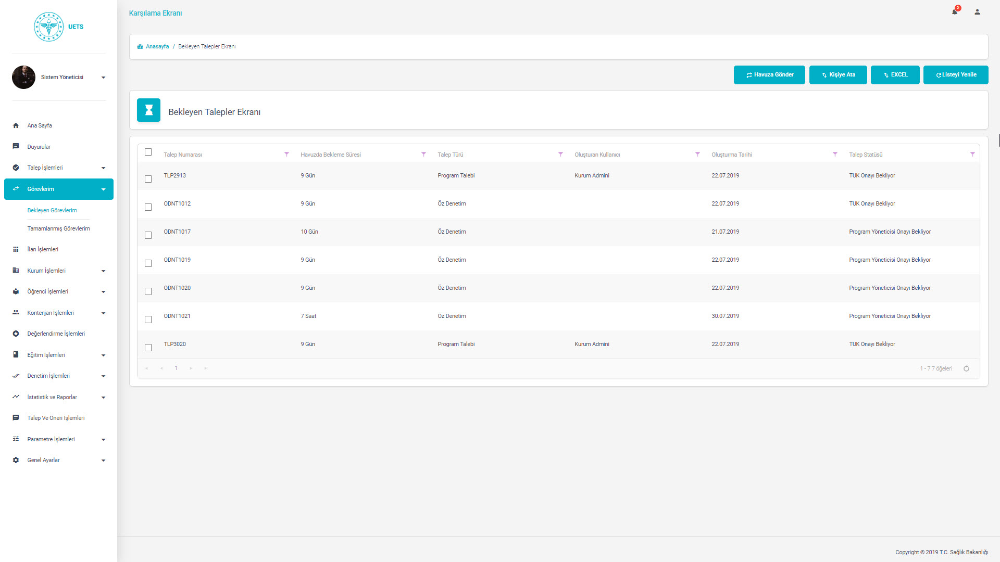 UETS
Karşılama Ekranı
0
Anasayfa / Bekleyen Talepler Ekranı
Sistem Yöneticisi
Havuza Gönder
Kişiye Ata
EXCEL
Listeyi Yenile
Bekleyen Talepler Ekranı
Ana Sayfa
Duyurular
Talep İşlemleri
Görevlerim
Bekleyen Görevlerim
Tamamlanmış Görevlerim
İlan İşlemleri
Kurum İşlemleri
Öğrenci İşlemleri
Kontenjan İşlemleri
Değerlendirme İşlemleri
Eğitim İşlemleri
Denetim İşlemleri
İstatistik ve Raporlar
Talep Ve Öneri İşlemleri
Parametre İşlemleri
Genel Ayarlar
Talep Numarası Havuzda Bekleme Süresi Talep Türü Oluşturan Kullanıcı Oluşturma Tarihi Talep Statüsü
TLP2913 9 Gün Program Talebi Kurum Admini 22.07.2019 TUK Onayı Bekliyor
ODNT1012 9 Gün Öz Denetim 22.07.2019 TUK Onayı Bekliyor
ODNT1017 10 Gün Öz Denetim 21.07.2019 Program Yöneticisi Onayı Bekliyor
ODNT1019 9 Gün Öz Denetim 22.07.2019 Program Yöneticisi Onayı Bekliyor
ODNT1020 9 Gün Öz Denetim 22.07.2019 Program Yöneticisi Onayı Bekliyor
ODNT1021 7 Saat Öz Denetim 30.07.2019 Program Yöneticisi Onayı Bekliyor
TLP3020 9 Gün Program Talebi Kurum Admini 22.07.2019 TUK Onayı Bekliyor
1
1 - 7 7 öğeleri
Copyright © 2019 T.C. Sağlık Bakanlığı